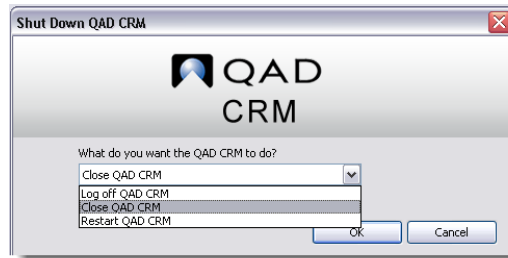 Shut Down QAD CRM
QAD
CRM
What do you want the QAD CRM to do?
Close QAD CRM
Log off QAD CRM
Close QAD CRM
Restart QAD CRM
OK
Cancel